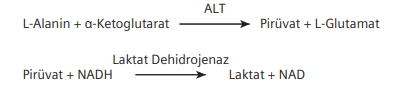 ALT
L-Alanin + α-Ketoglutarat ⟶ Pirüvat + L-Glutamat
Laktat Dehidrojenaz
Pirüvat + NADH ⟶ Laktat + NAD